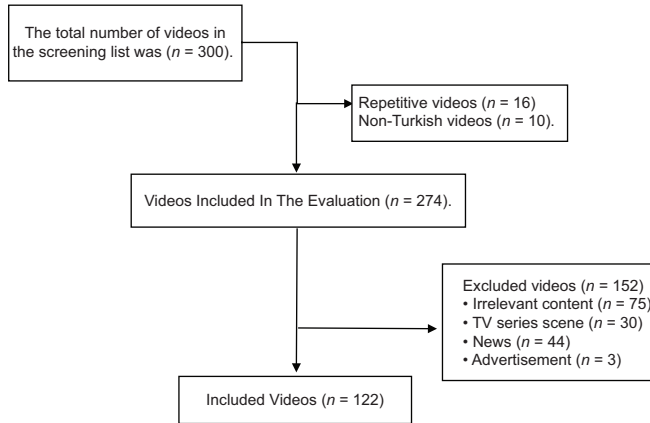 The total number of videos in
the screening list was (n = 300).
Repetitive videos (n = 16)
Non-Turkish videos (n = 10).
Videos Included In The Evaluation (n = 274).
Excluded videos (n = 152)
• Irrelevant content (n = 75)
• TV series scene (n = 30)
• News (n = 44)
• Advertisement (n = 3)
Included Videos (n = 122)